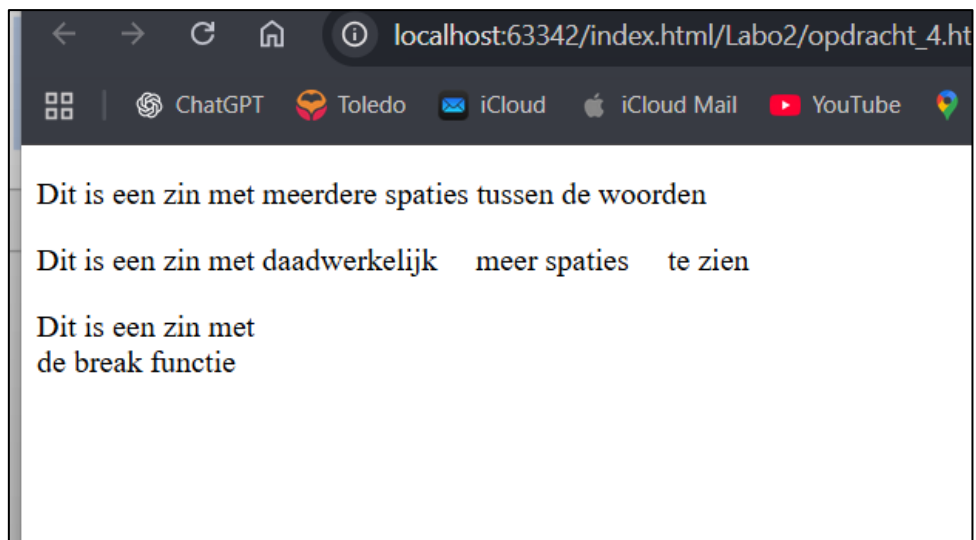 localhost:63342/index.html/Labo2/opdracht_4.ht
ChatGPT Toledo iCloud iCloud Mail YouTube
Dit is een zin met meerdere spaties tussen de woorden
Dit is een zin met daadwerkelijk     meer spaties     te zien
Dit is een zin met
de break functie